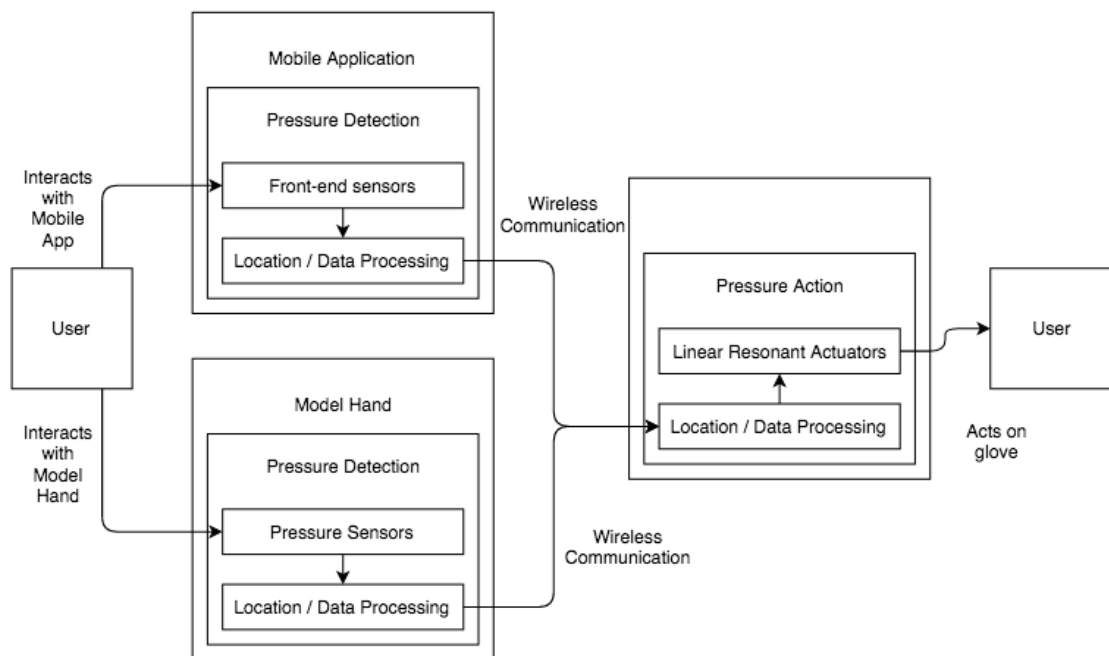 Mobile Application
Pressure Detection
Front-end sensors
Location / Data Processing
Interacts
with
Mobile
App
User
Interacts
with
Model
Hand
Model Hand
Pressure Detection
Pressure Sensors
Location / Data Processing
Wireless
Communication
Wireless
Communication
Pressure Action
Linear Resonant Actuators
Location / Data Processing
User
Acts on
glove